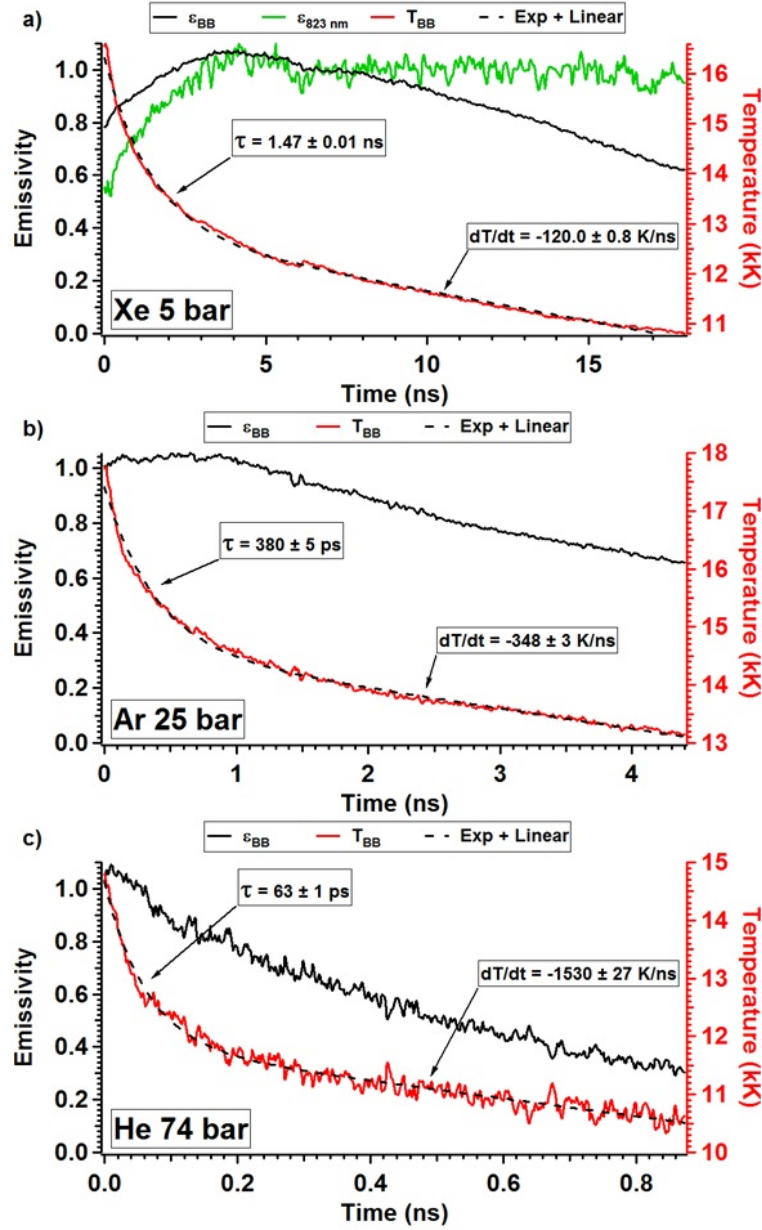 a)
εBB ε823 nm TBB Exp + Linear
1.0
0.8
0.6
0.4
0.2
0.0
Emissivity
16
15
14
13
12
11
Temperature (kK)
τ = 1.47 ± 0.01 ns
dT/dt = -120.0 ± 0.8 K/ns
Xe 5 bar
0 5 10 15
Time (ns)
b)
εBB TBB Exp + Linear
1.0
0.8
0.6
0.4
0.2
0.0
Emissivity
18
17
16
15
14
13
Temperature (kK)
τ = 380 ± 5 ps
dT/dt = -348 ± 3 K/ns
Ar 25 bar
0 1 2 3 4
Time (ns)
c)
εBB TBB Exp + Linear
1.0
0.8
0.6
0.4
0.2
0.0
Emissivity
15
14
13
12
11
10
Temperature (kK)
τ = 63 ± 1 ps
dT/dt = -1530 ± 27 K/ns
He 74 bar
0.0 0.2 0.4 0.6 0.8
Time (ns)